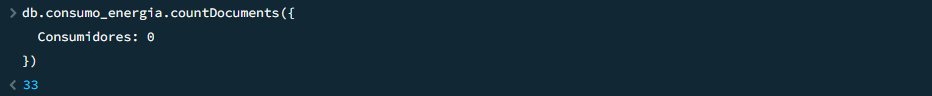 > db.consumo_energia.countDocuments({
Consumidores: 0
})
< 33